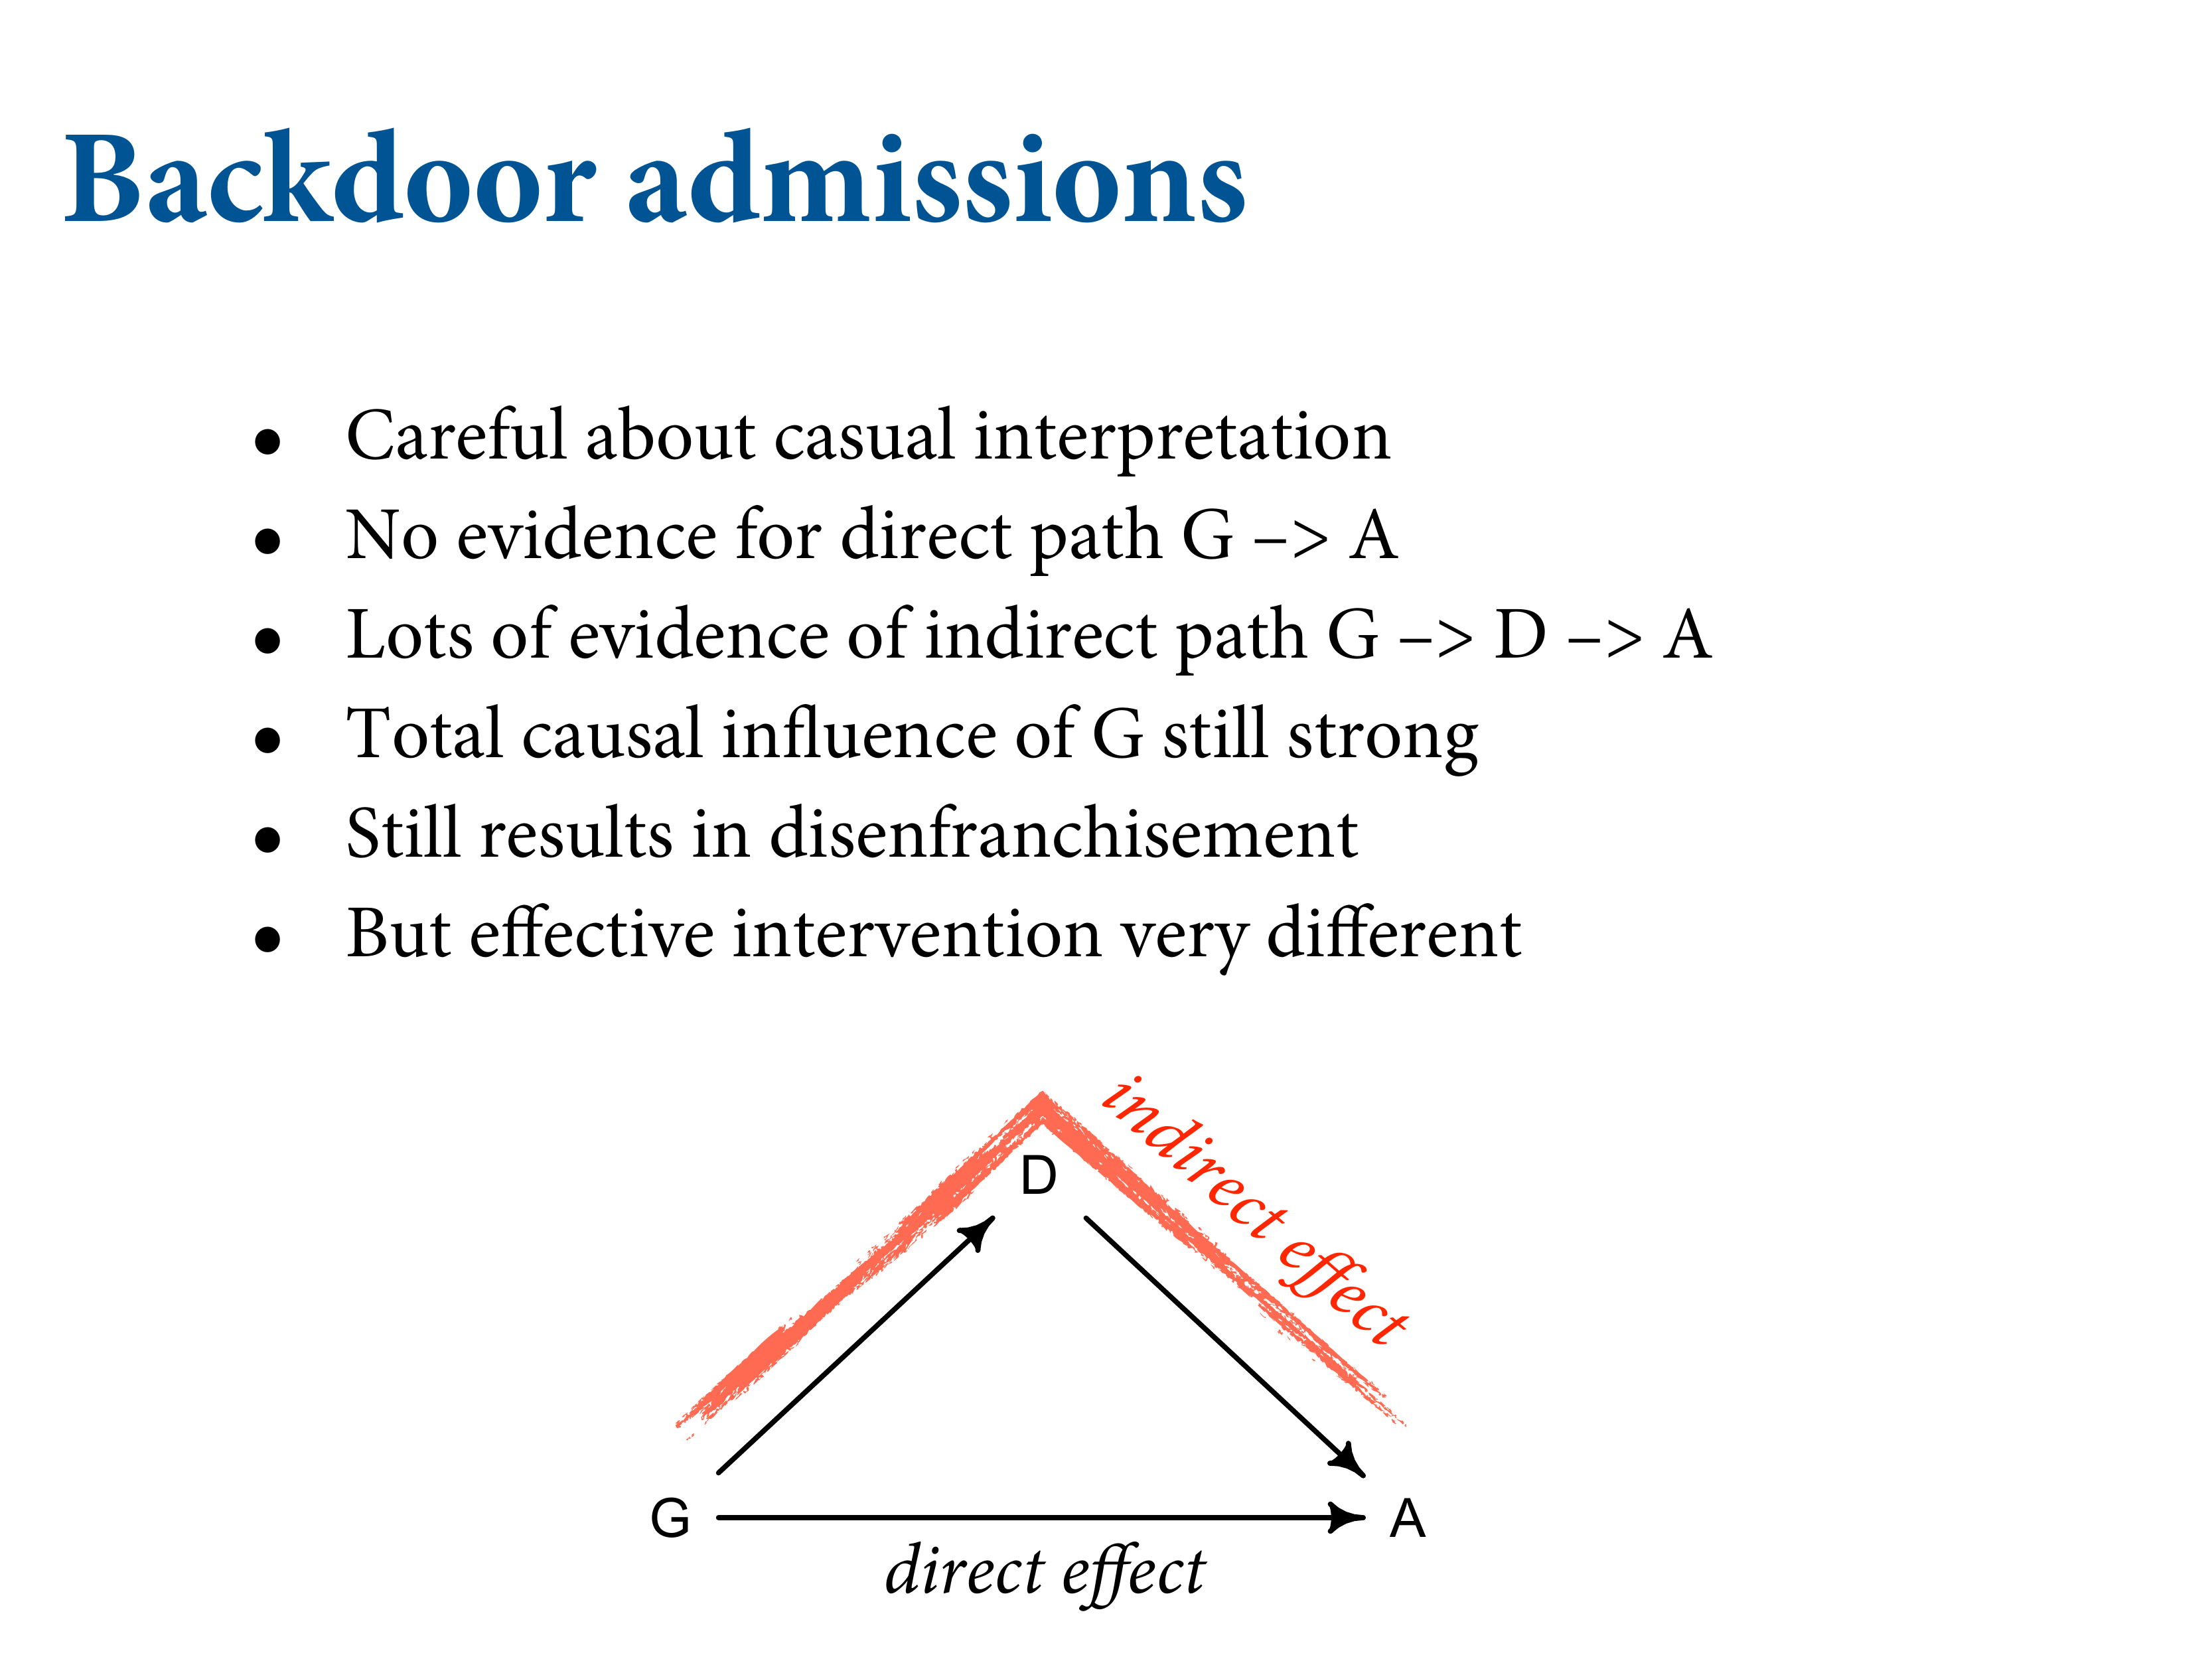 Backdoor admissions
• Careful about casual interpretation
• No evidence for direct path G –> A
• Lots of evidence of indirect path G –> D –> A
• Total causal influence of G still strong
• Still results in disenfranchisement
• But effective intervention very different
indirect effect
D
G
A
direct effect